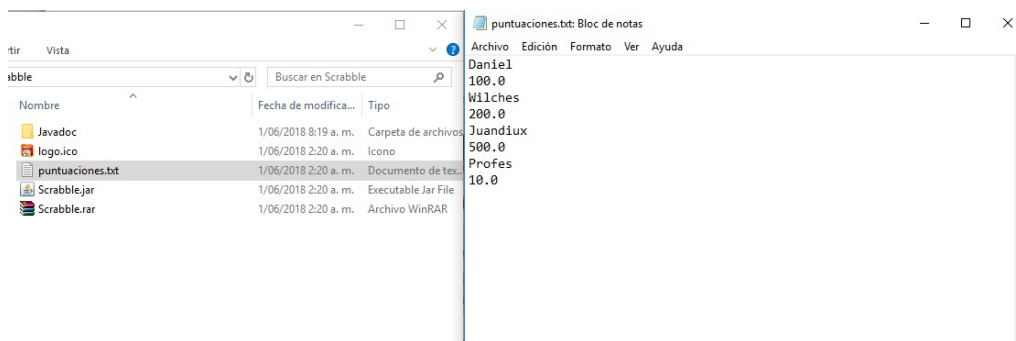 rtir Vista
abble
Buscar en Scrabble
Nombre Fecha de modifica... Tipo
Javadoc 1/06/2018 8:19 a. m. Carpeta de archivos
logo.ico 1/06/2018 2:20 a. m. Icono
puntuaciones.txt 1/06/2018 2:20 a. m. Documento de tex...
Scrabble.jar 1/06/2018 2:20 a. m. Executable Jar File
Scrabble.rar 1/06/2018 2:20 a. m. Archivo WinRAR
puntuaciones.txt: Bloc de notas
Archivo Edición Formato Ver Ayuda
Daniel
100.0
Wilches
200.0
Juandiux
500.0
Profes
10.0